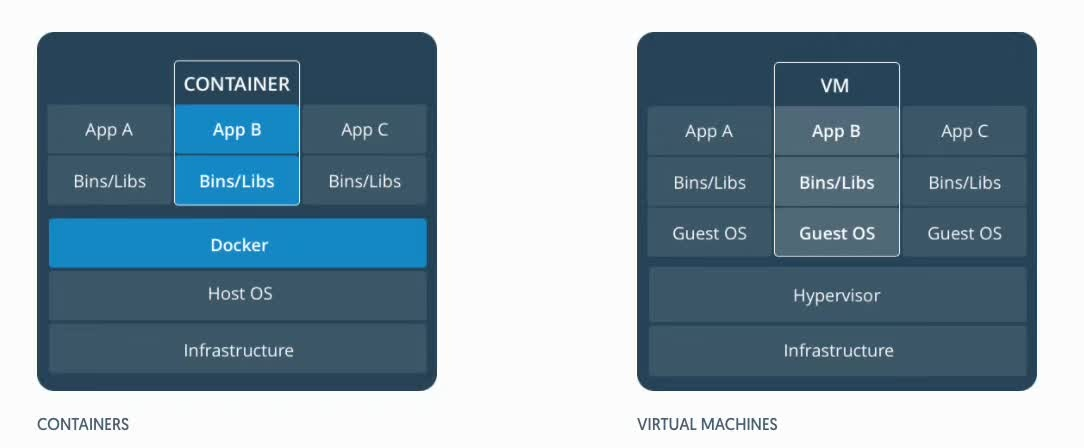 CONTAINER
App A App B App C
Bins/Libs Bins/Libs Bins/Libs
Docker
Host OS
Infrastructure
CONTAINERS
VM
App A App B App C
Bins/Libs Bins/Libs Bins/Libs
Guest OS Guest OS Guest OS
Hypervisor
Infrastructure
VIRTUAL MACHINES